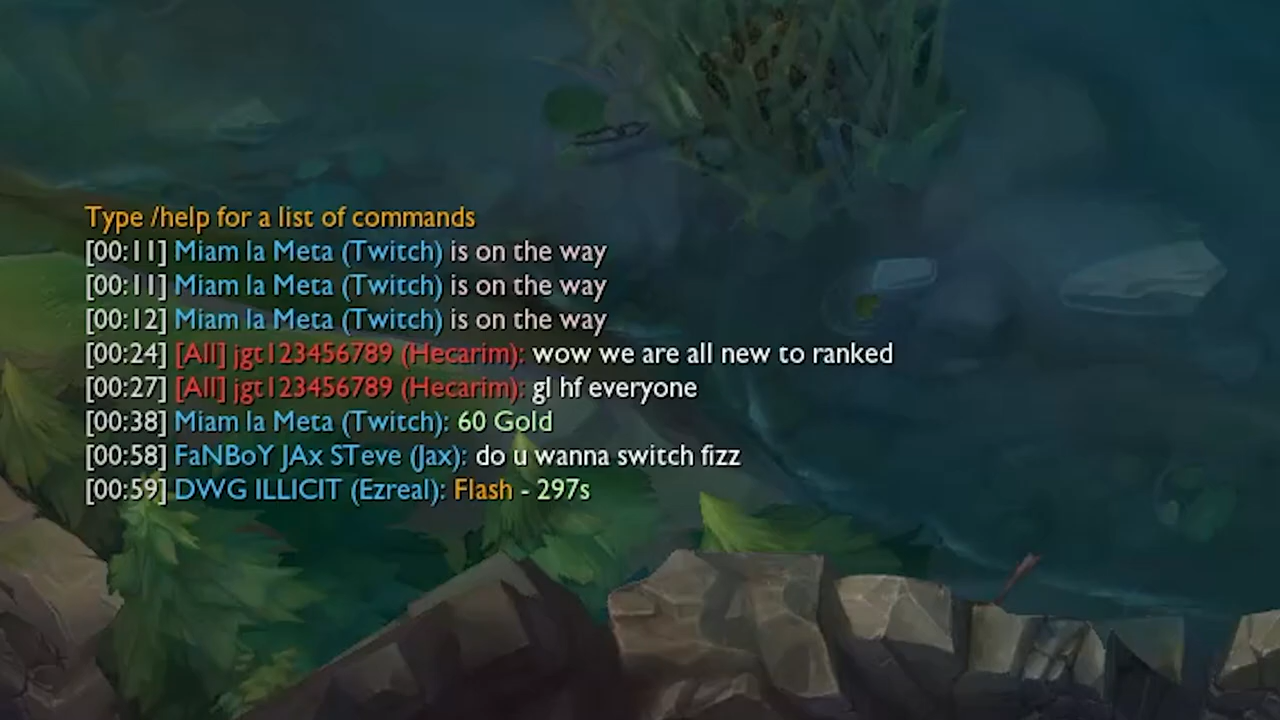 Type /help for a list of commands
[00:11] Miam la Meta (Twitch) is on the way
[00:11] Miam la Meta (Twitch) is on the way
[00:12] Miam la Meta (Twitch) is on the way
[00:24] [All] jgt123456789 (Hecarim): wow we are all new to ranked
[00:27] [All] jgt123456789 (Hecarim): gl hf everyone
[00:38] Miam la Meta (Twitch): 60 Gold
[00:58] FaNBoY JAx STeve (Jax): do u wanna switch fizz
[00:59] DWG ILLICIT (Ezreal): Flash - 297s